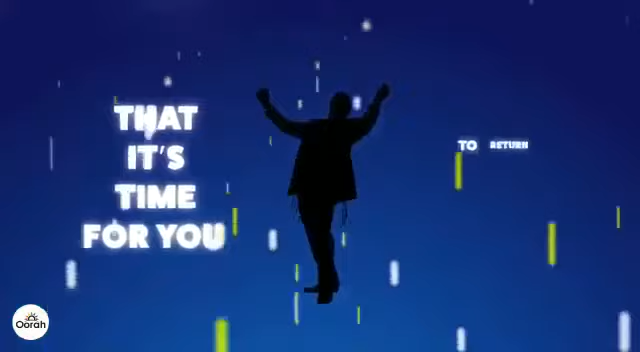 THAT
IT'S
TIME
FOR YOU
TO RETURN
Oorah